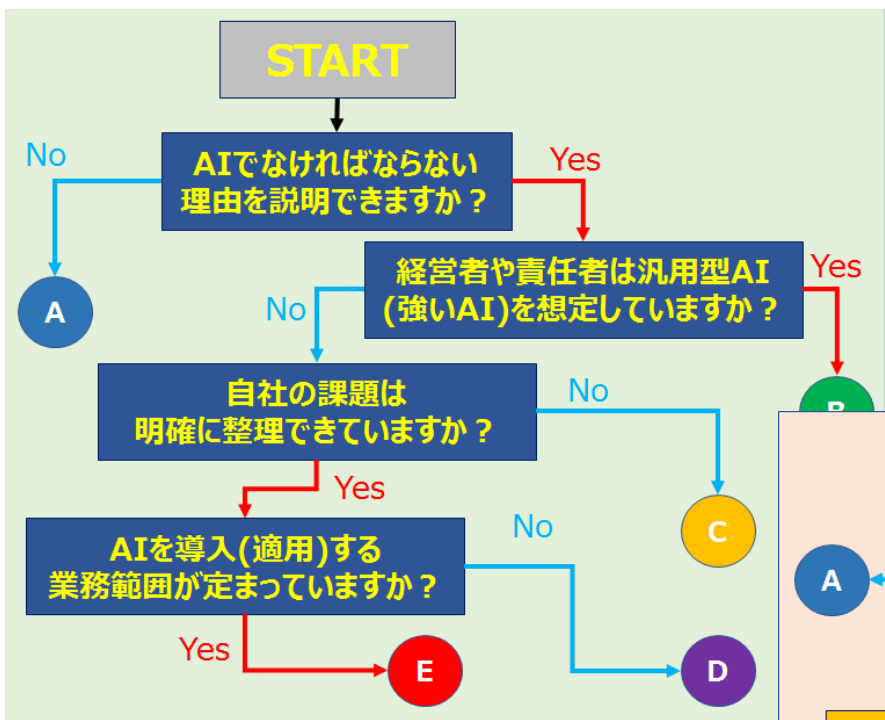 START
No
AIでなければならない
理由を説明できますか？
Yes
経営者や責任者は汎用型AI
(強いAI)を想定していますか？
Yes
A
No
自社の課題は
明確に整理できていますか？
No
B
Yes
C
AIを導入(適用)する
業務範囲が定まっていますか？
No
A
Yes
E
D